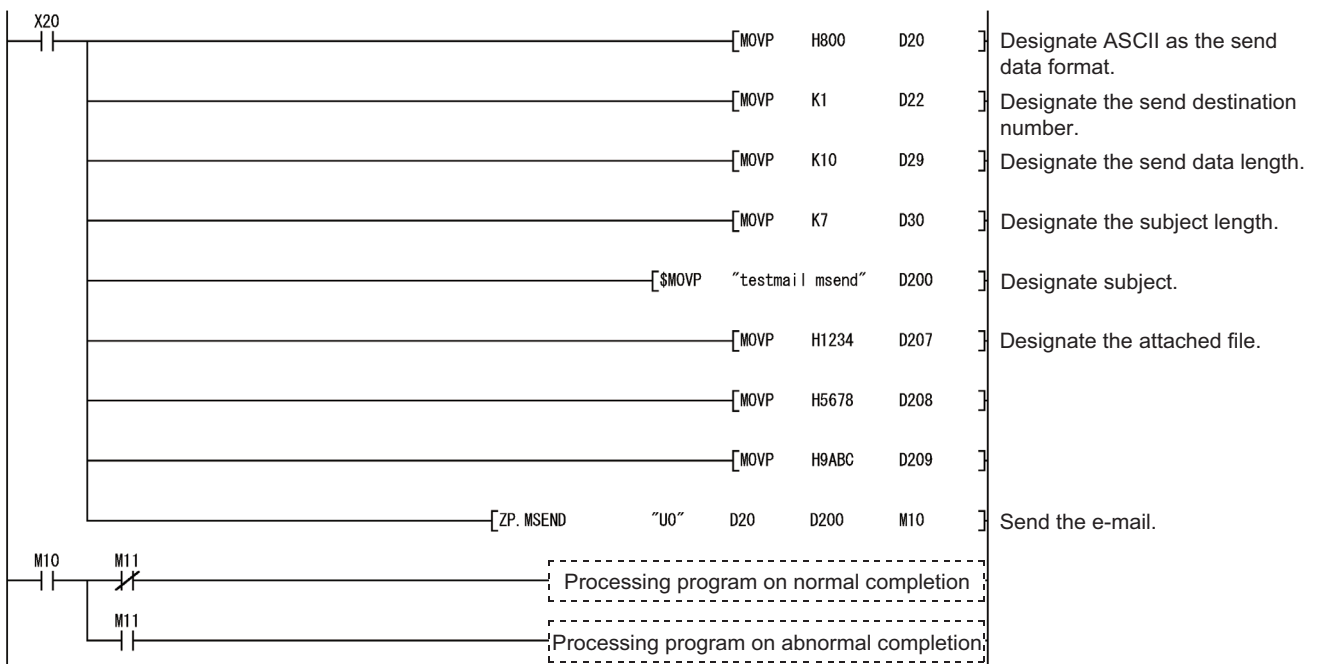 X20
MOVP H800 D20 Designate ASCII as the send
data format.
MOVP K1 D22 Designate the send destination
number.
MOVP K10 D29 Designate the send data length.
MOVP K7 D30 Designate the subject length.
$MOVP "testmail msend" D200 Designate subject.
MOVP H1234 D207 Designate the attached file.
MOVP H5678 D208
MOVP H9ABC D209
ZP.MSEND "U0" D20 D200 M10 Send the e-mail.
M10 M11
Processing program on normal completion
M11
Processing program on abnormal completion